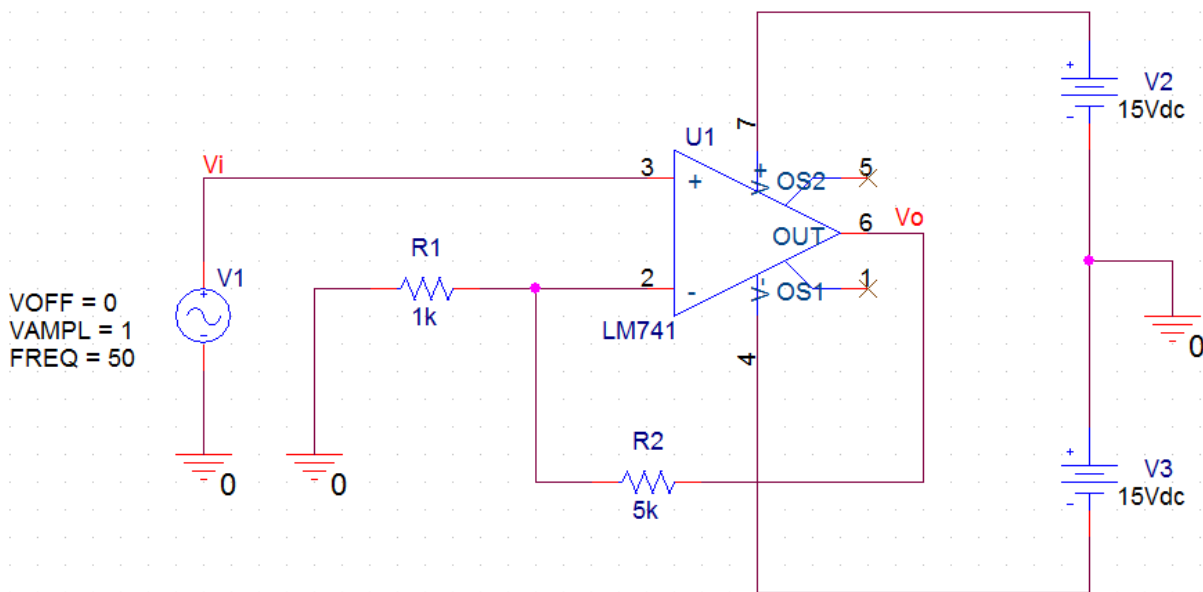 V2
15Vdc
7
U1
Vi
3
+
V+
OS2
5
Vo
6
OUT
R1
1k
2
-
V-
OS1
1
LM741
V1
VOFF = 0
VAMPL = 1
FREQ = 50
0
4
R2
5k
0
0
V3
15Vdc